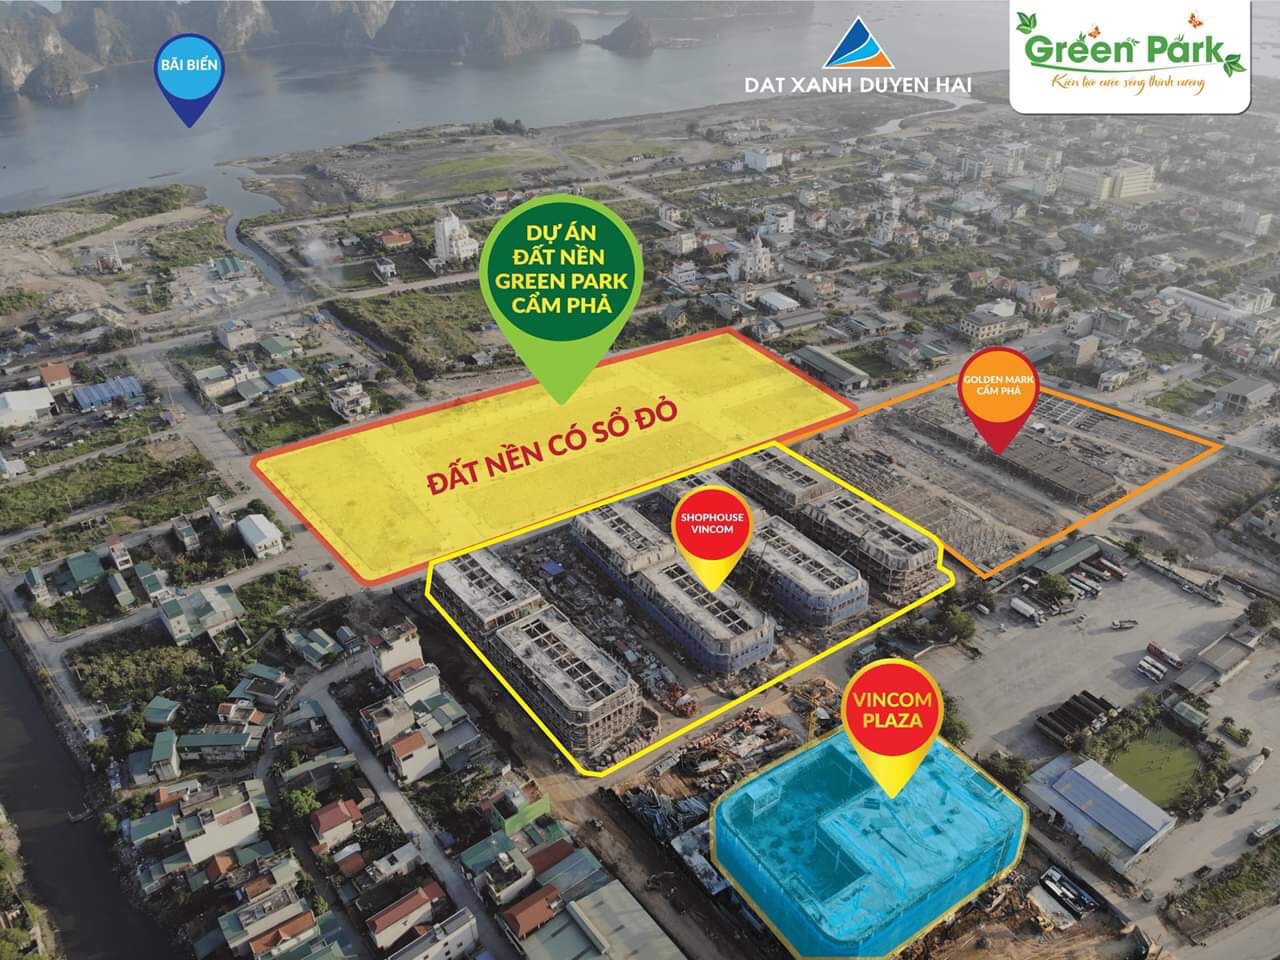 BÃI BIỂN
DAT XANH DUYEN HAI
Green Park
Kiến tạo cuộc sống thịnh vượng
DỰ ÁN
ĐẤT NỀN
GREEN PARK
CẨM PHẢ
GOLDEN MARK
CẨM PHẢ
ĐẤT NỀN CÓ SỔ ĐỎ
SHOPHOUSE
VINCOM
VINCOM
PLAZA